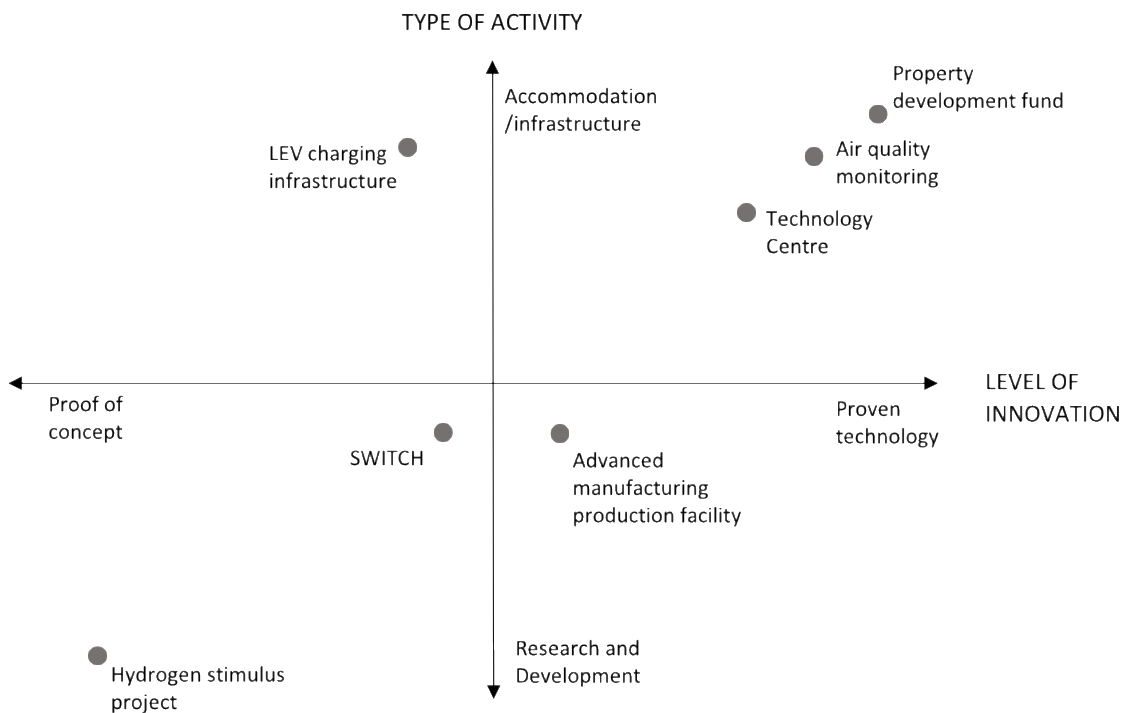 TYPE OF ACTIVITY
Accommodation
/infrastructure
Property
development fund
LEV charging
infrastructure
Air quality
monitoring
Technology
Centre
Proof of
concept
Proven
technology
LEVEL OF
INNOVATION
SWITCH
Advanced
manufacturing
production facility
Hydrogen stimulus
project
Research and
Development